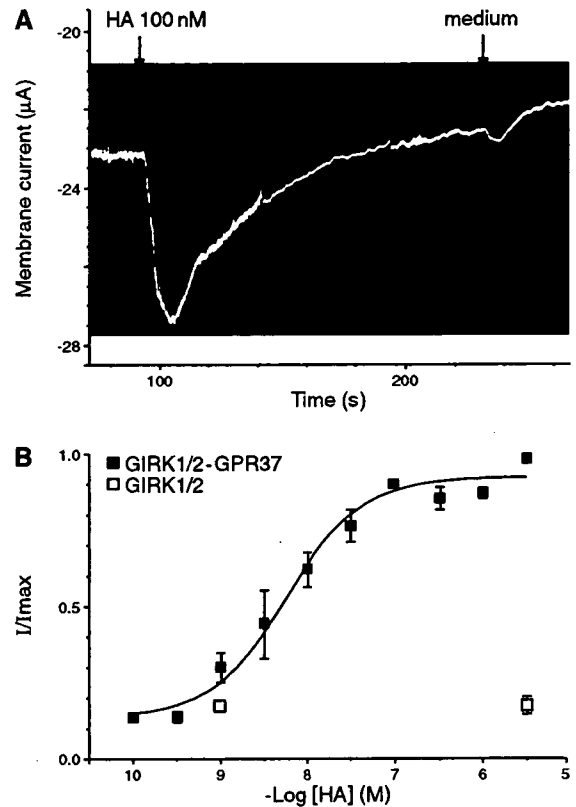 A
HA 100 nM
medium
-20
-24
-28
Membrane current (µA)
100
200
Time (s)
B
GIRK1/2-GPR37
GIRK1/2
1.0
0.5
0.0
I/Imax
10
9
8
7
6
5
-Log [HA] (M)